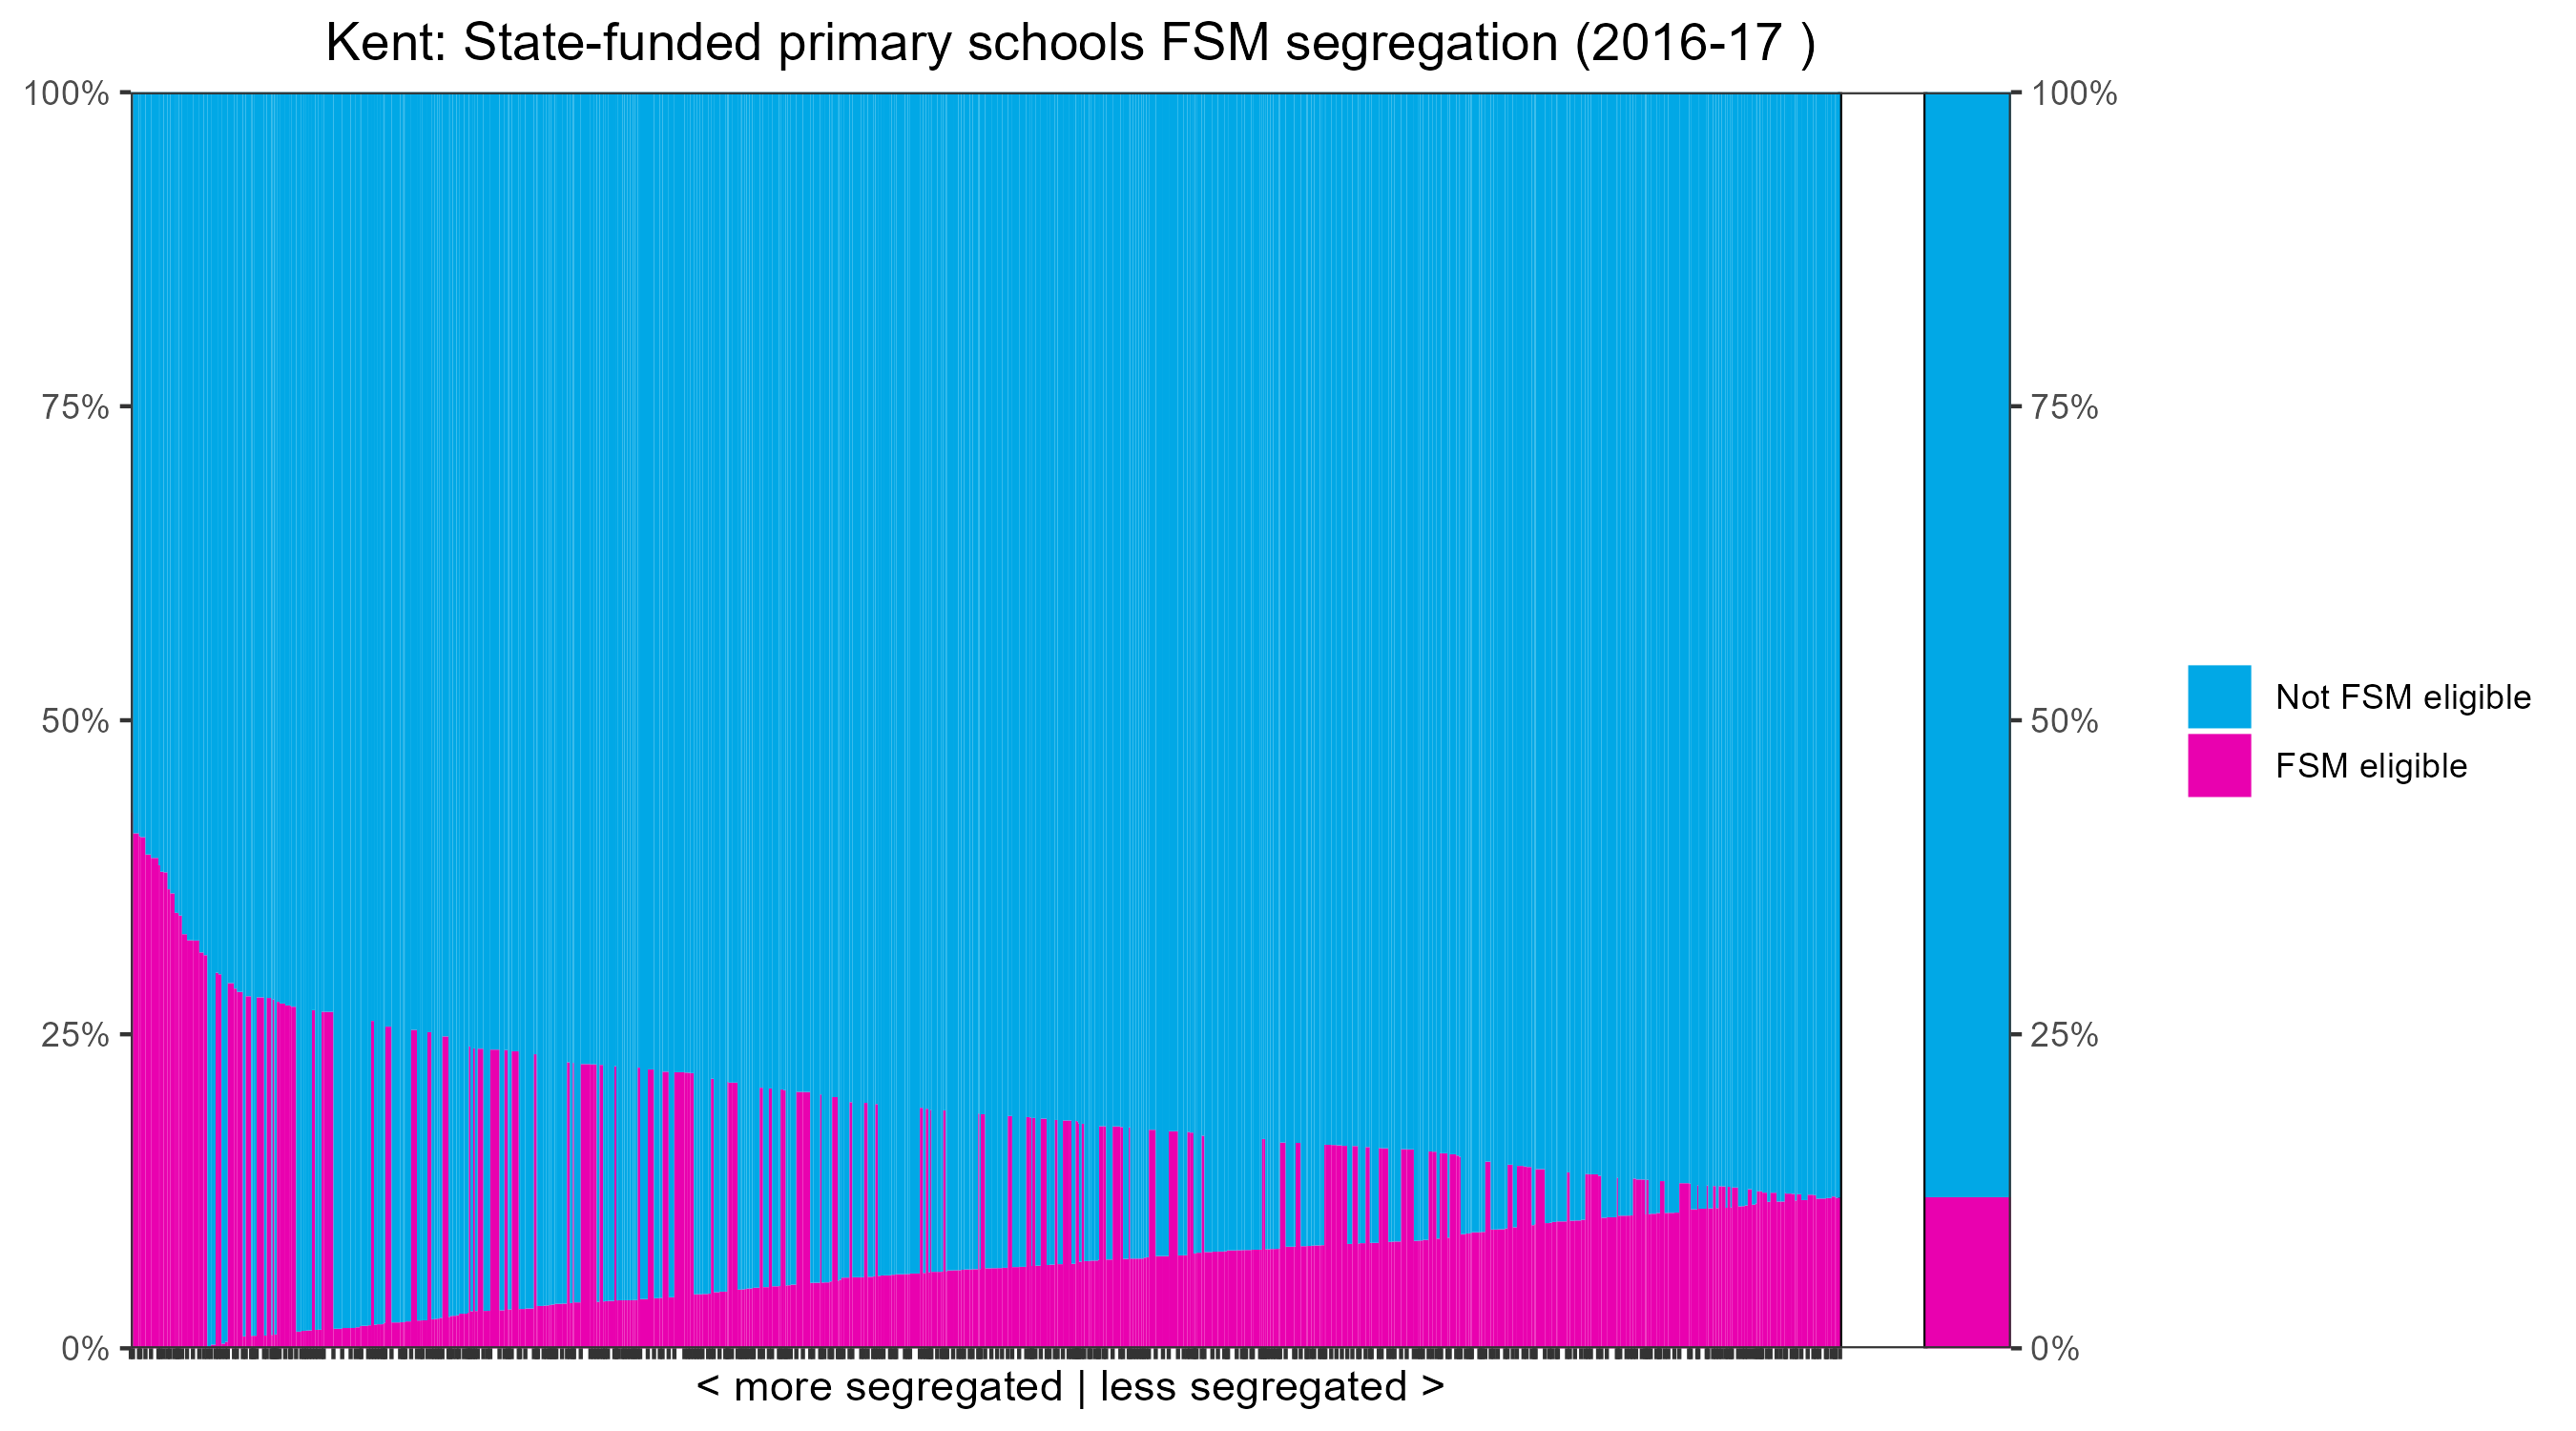 Kent: State-funded primary schools FSM segregation (2016-17 )
100%
75%
50%
25%
0%
100%
75%
50%
25%
0%
Not FSM eligible
FSM eligible
< more segregated | less segregated >